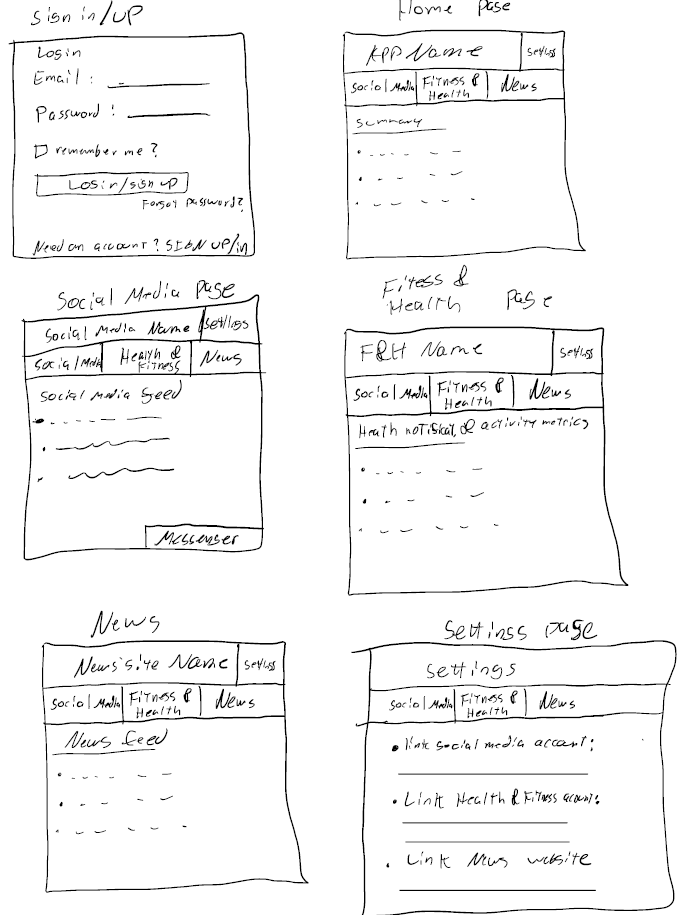 Sign in/up
Login
Email :
Password :
remember me ?
Login/sign up
Forgot password?
Need an account ? SIGN UP/in
Home page
APP Name
settings
Social Media
Fitness &
Health
News
Summary
Social Media page
Social Media Name
settings
Social Media
Health &
Fitness
News
Social media feed
Messenger
Fitess &
Health page
F&H Name
settings
Social Media
Fitness &
Health
News
Heath notificat. & activity metrics
News
News site Name
settings
Social Media
Fitness &
Health
News
News feed
Settings page
Settings
Social Media
Fitness &
Health
News
• link social media account:
• Link Health & Fitness account:
• Link News website